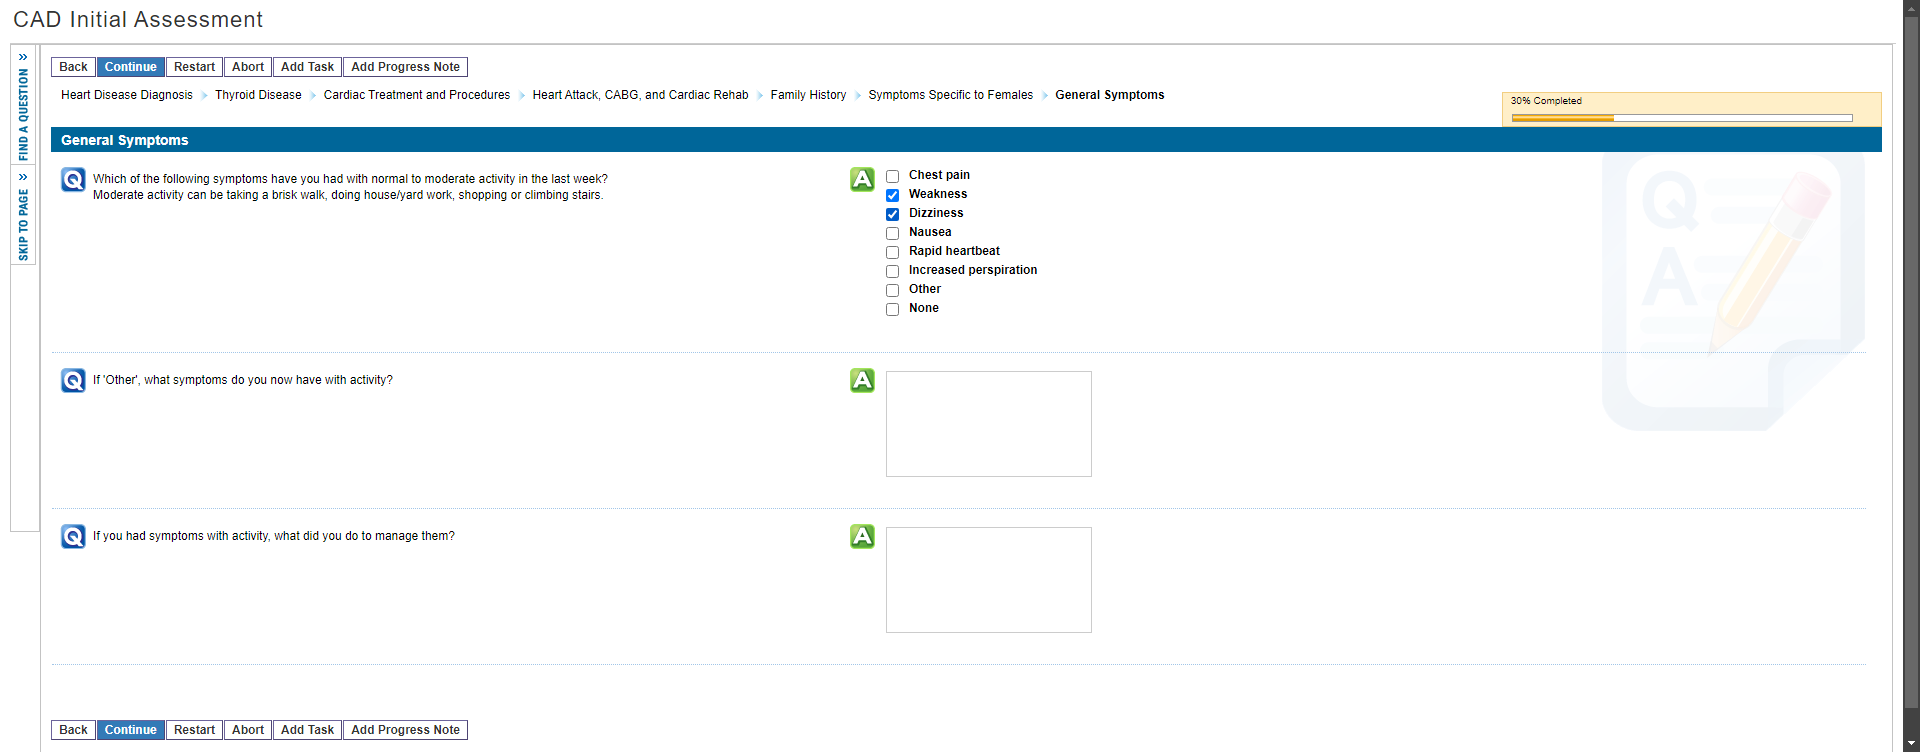 CAD Initial Assessment
» FIND A QUESTION
» SKIP TO PAGE
Back Continue Restart Abort Add Task Add Progress Note
Heart Disease Diagnosis Thyroid Disease Cardiac Treatment and Procedures Heart Attack, CABG, and Cardiac Rehab Family History Symptoms Specific to Females General Symptoms
30% Completed
General Symptoms
Q Which of the following symptoms have you had with normal to moderate activity in the last week?
Moderate activity can be taking a brisk walk, doing house/yard work, shopping or climbing stairs.
A Chest pain
Weakness
Dizziness
Nausea
Rapid heartbeat
Increased perspiration
Other
None
Q
A
Q If 'Other', what symptoms do you now have with activity? A
Q If you had symptoms with activity, what did you do to manage them? A
Back Continue Restart Abort Add Task Add Progress Note